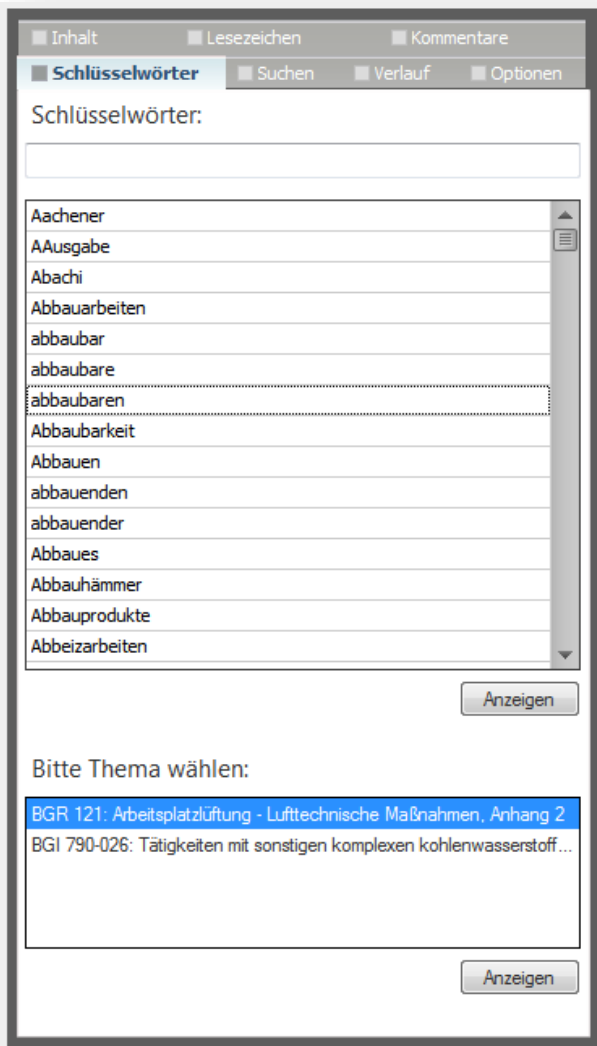 Inhalt Lesezeichen Kommentare
Schlüsselwörter Suchen Verlauf Optionen
Schlüsselwörter:
Aachener
AAusgabe
Abachi
Abbauarbeiten
abbaubar
abbaubare
abbaubaren
Abbaubarkeit
Abbauen
abbauenden
abbauender
Abbaues
Abbauhämmer
Abbauprodukte
Abbeizarbeiten
Anzeigen
Bitte Thema wählen:
BGR 121: Arbeitsplatzlüftung - Lufttechnische Maßnahmen, Anhang 2
BGI 790-026: Tätigkeiten mit sonstigen komplexen kohlenwasserstoff...
Anzeigen